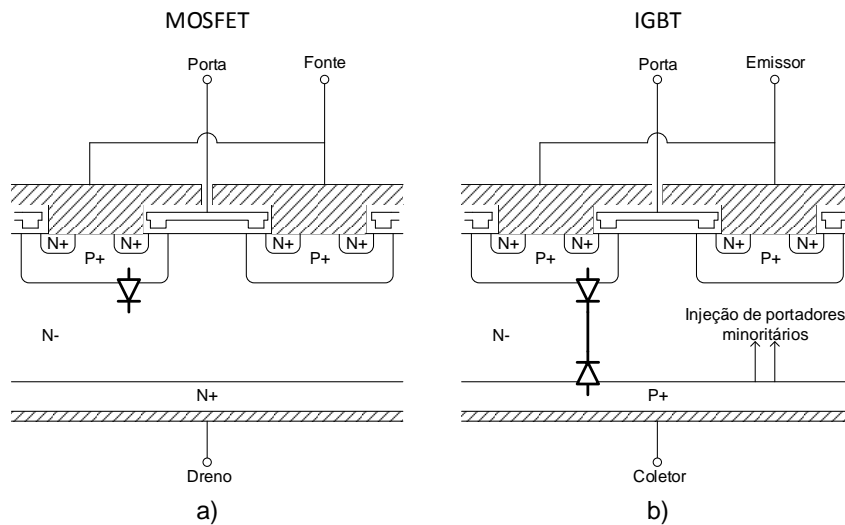 MOSFET
IGBT
Porta
Fonte
Porta
Emissor
N+
N+
N+
N+
P+
P+
N-
N+
Dreno
N+
N+
N+
N+
P+
P+
N-
Injeção de portadores
minoritários
P+
Coletor
a)
b)